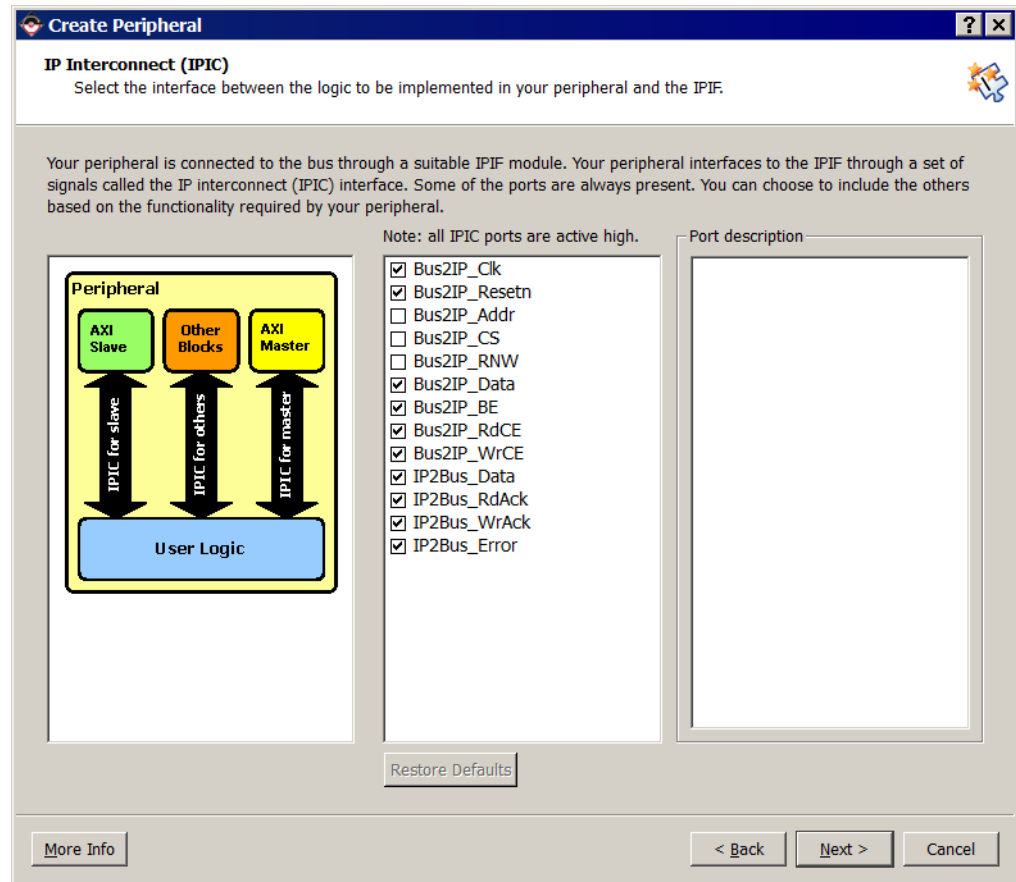 Create Peripheral
IP Interconnect (IPIC)
Select the interface between the logic to be implemented in your peripheral and the IPIF.
Your peripheral is connected to the bus through a suitable IPIF module. Your peripheral interfaces to the IPIF through a set of
signals called the IP interconnect (IPIC) interface. Some of the ports are always present. You can choose to include the others
based on the functionality required by your peripheral.
Note: all IPIC ports are active high.
Port description
Peripheral
AXI
Slave
Other
Blocks
AXI
Master
IPIC for slave
IPIC for others
IPIC for master
User Logic
Bus2IP_Clk
Bus2IP_Resetn
Bus2IP_Addr
Bus2IP_CS
Bus2IP_RNW
Bus2IP_Data
Bus2IP_BE
Bus2IP_RdCE
Bus2IP_WrCE
IP2Bus_Data
IP2Bus_RdAck
IP2Bus_WrAck
IP2Bus_Error
Restore Defaults
More Info
< Back
Next >
Cancel